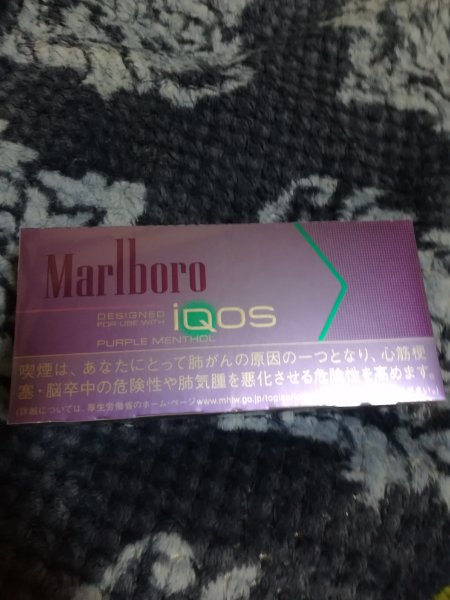 Marlboro
DESIGNED
FOR USE WITH
iQOS
PURPLE MENTHOL
喫煙は、あなたにとって肺がんの原因の一つとなり、心筋梗
塞・脳卒中の危険性や肺気腫を悪化させる危険性を高めます。
(詳細については、厚生労働省のホーム・ページwww.mhlw.go.jp/topics/